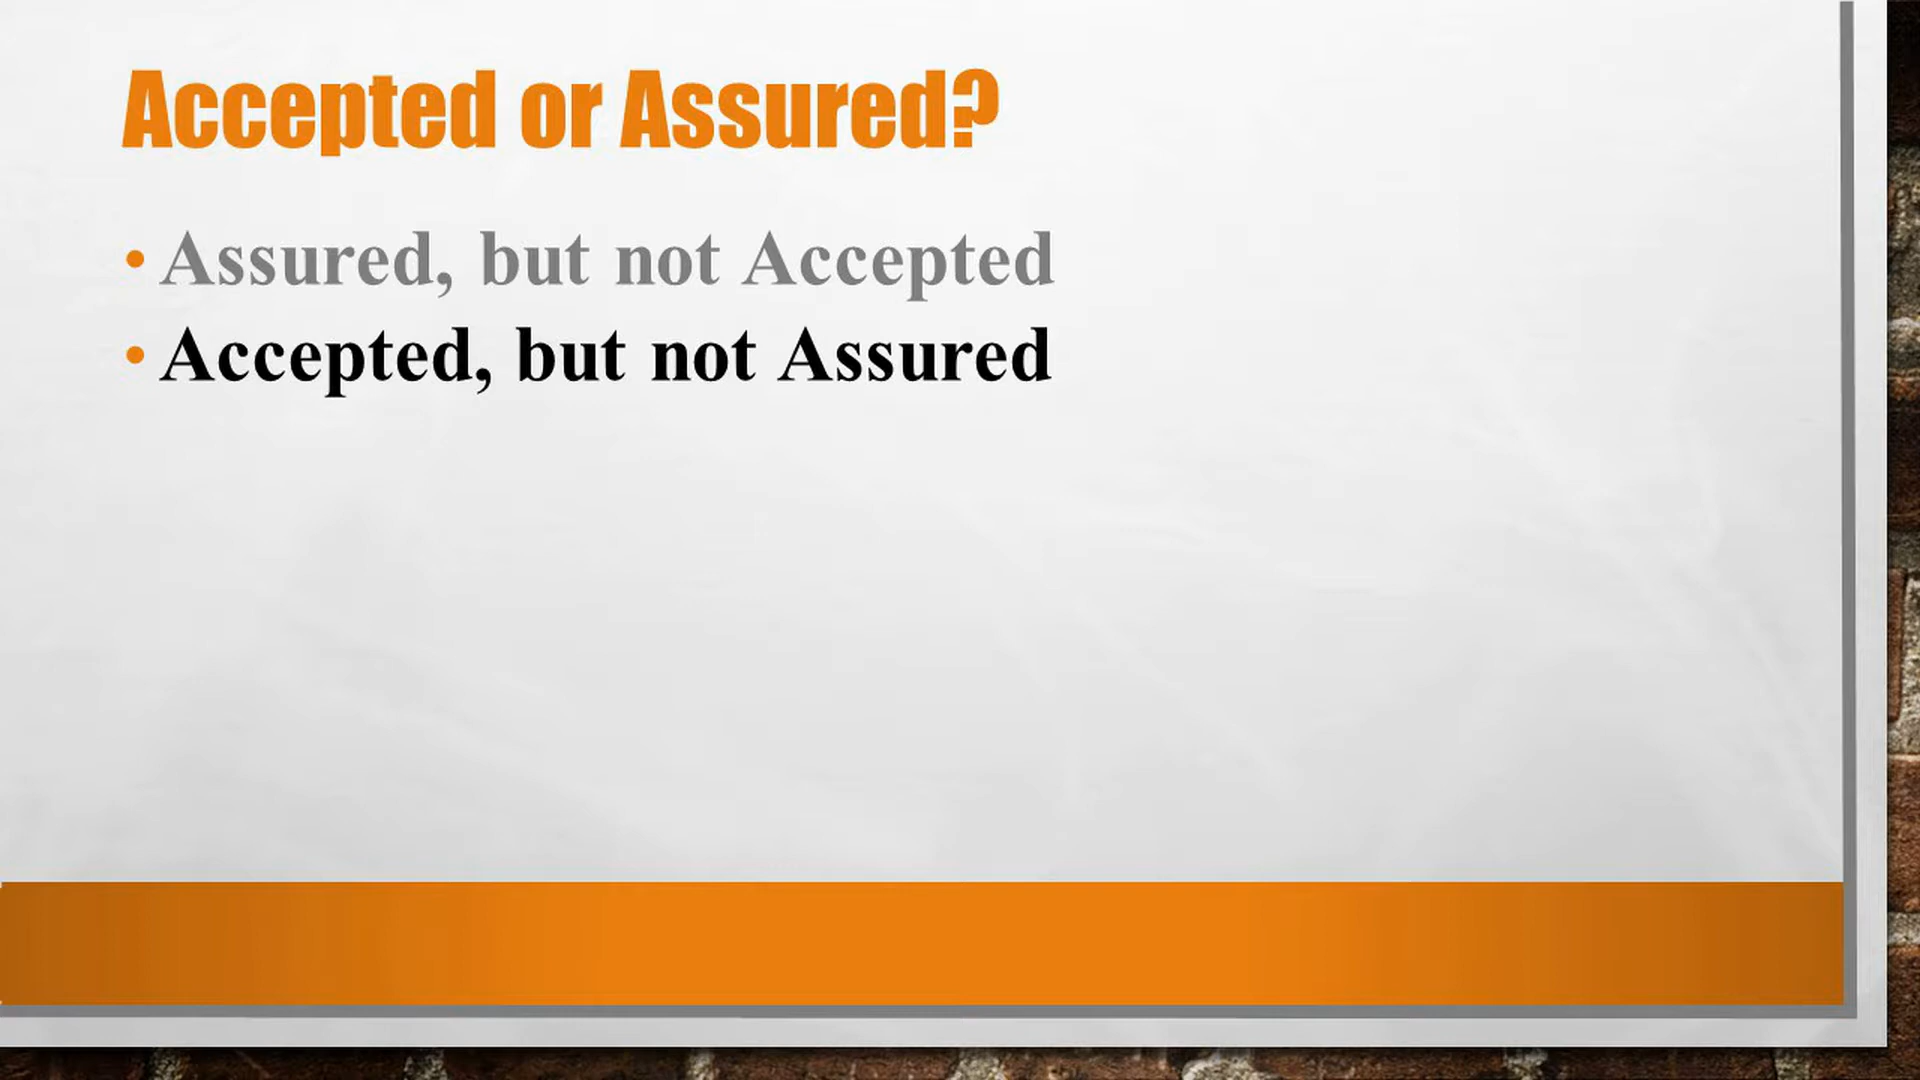 Accepted or Assured?
• Assured, but not Accepted
• Accepted, but not Assured